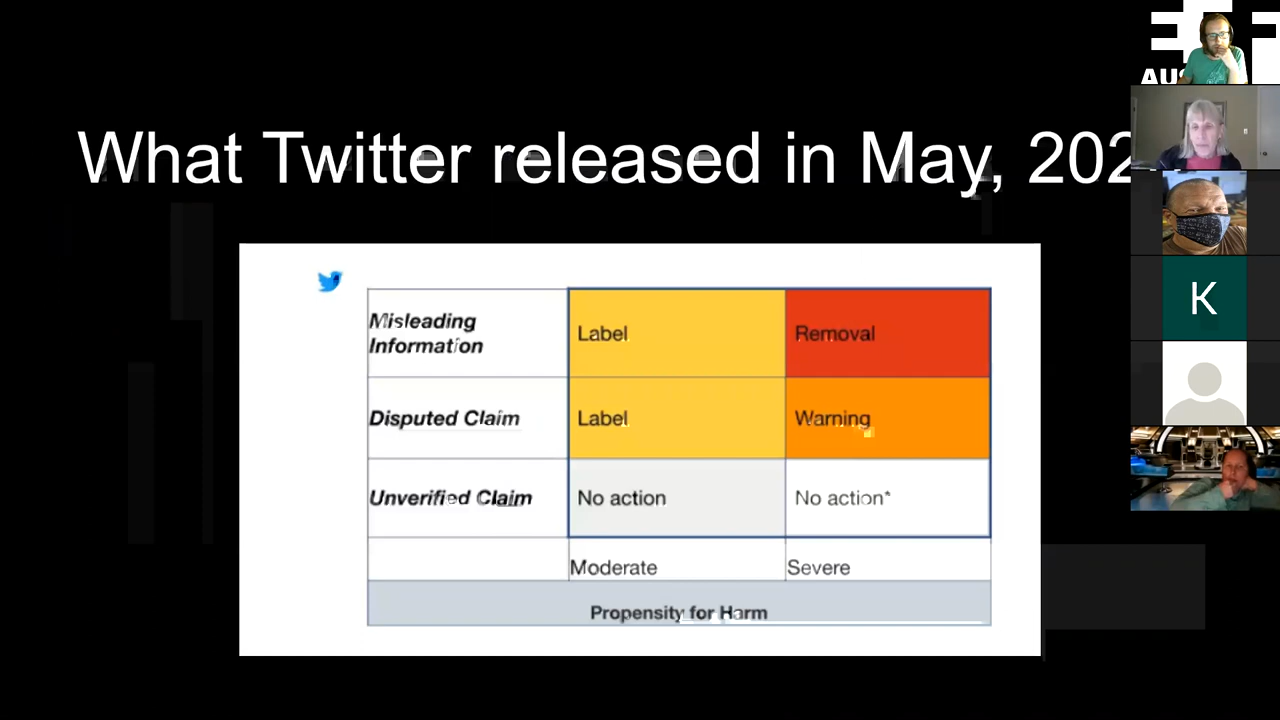 What Twitter released in May, 202
Misleading
Information
Label
Removal
Disputed Claim
Label
Warning
Unverified Claim
No action
No action*
Moderate
Severe
Propensity for Harm
AUS
K